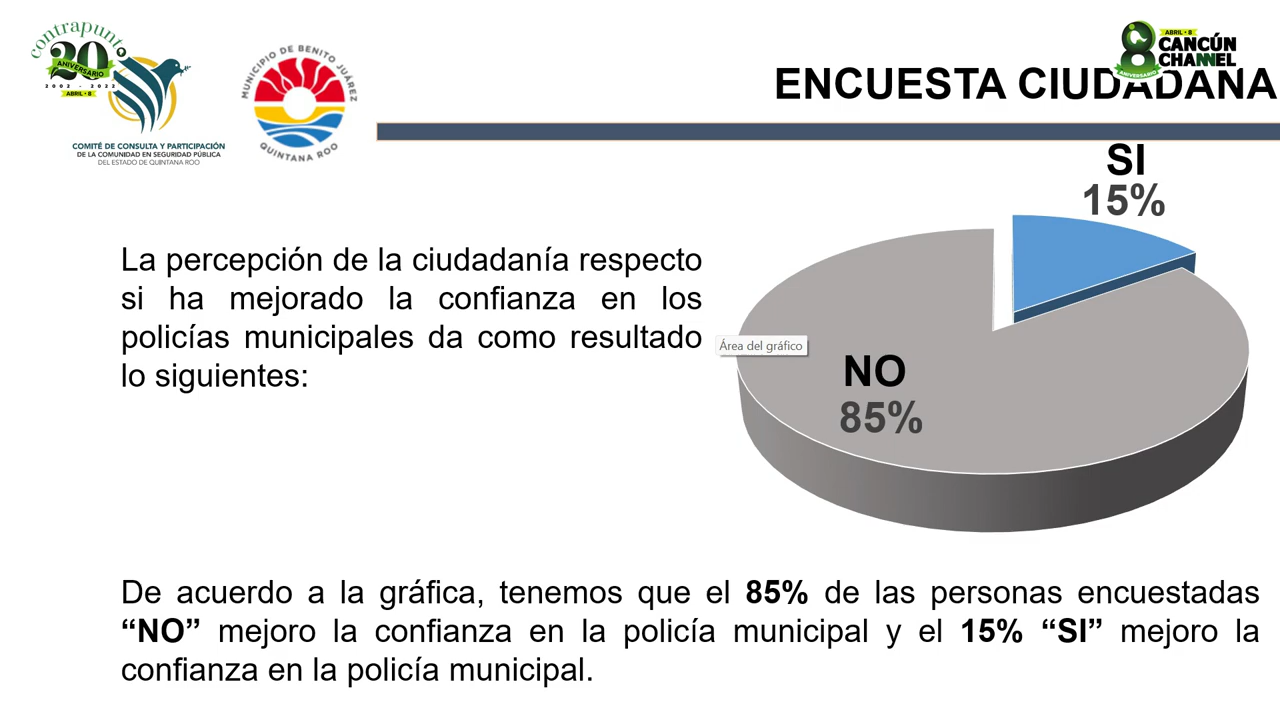 contrapunto
20
ANIVERSARIO
2002 - 2022
ABRIL • 8
COMITÉ DE CONSULTA Y PARTICIPACIÓN
DE LA COMUNIDAD EN SEGURIDAD PÚBLICA
DEL ESTADO DE QUINTANA ROO
MUNICIPIO DE BENITO JUÁREZ
QUINTANA ROO
ABRIL • 8
8 CANCÚN
CHANNEL
ANIVERSARIO
ENCUESTA CIUDADANA
SI
15%
La percepción de la ciudadanía respecto
si ha mejorado la confianza en los
policías municipales da como resultado
lo siguientes:
Área del gráfico
NO
85%
De acuerdo a la gráfica, tenemos que el 85% de las personas encuestadas
“NO” mejoro la confianza en la policía municipal y el 15% “SI” mejoro la
confianza en la policía municipal.